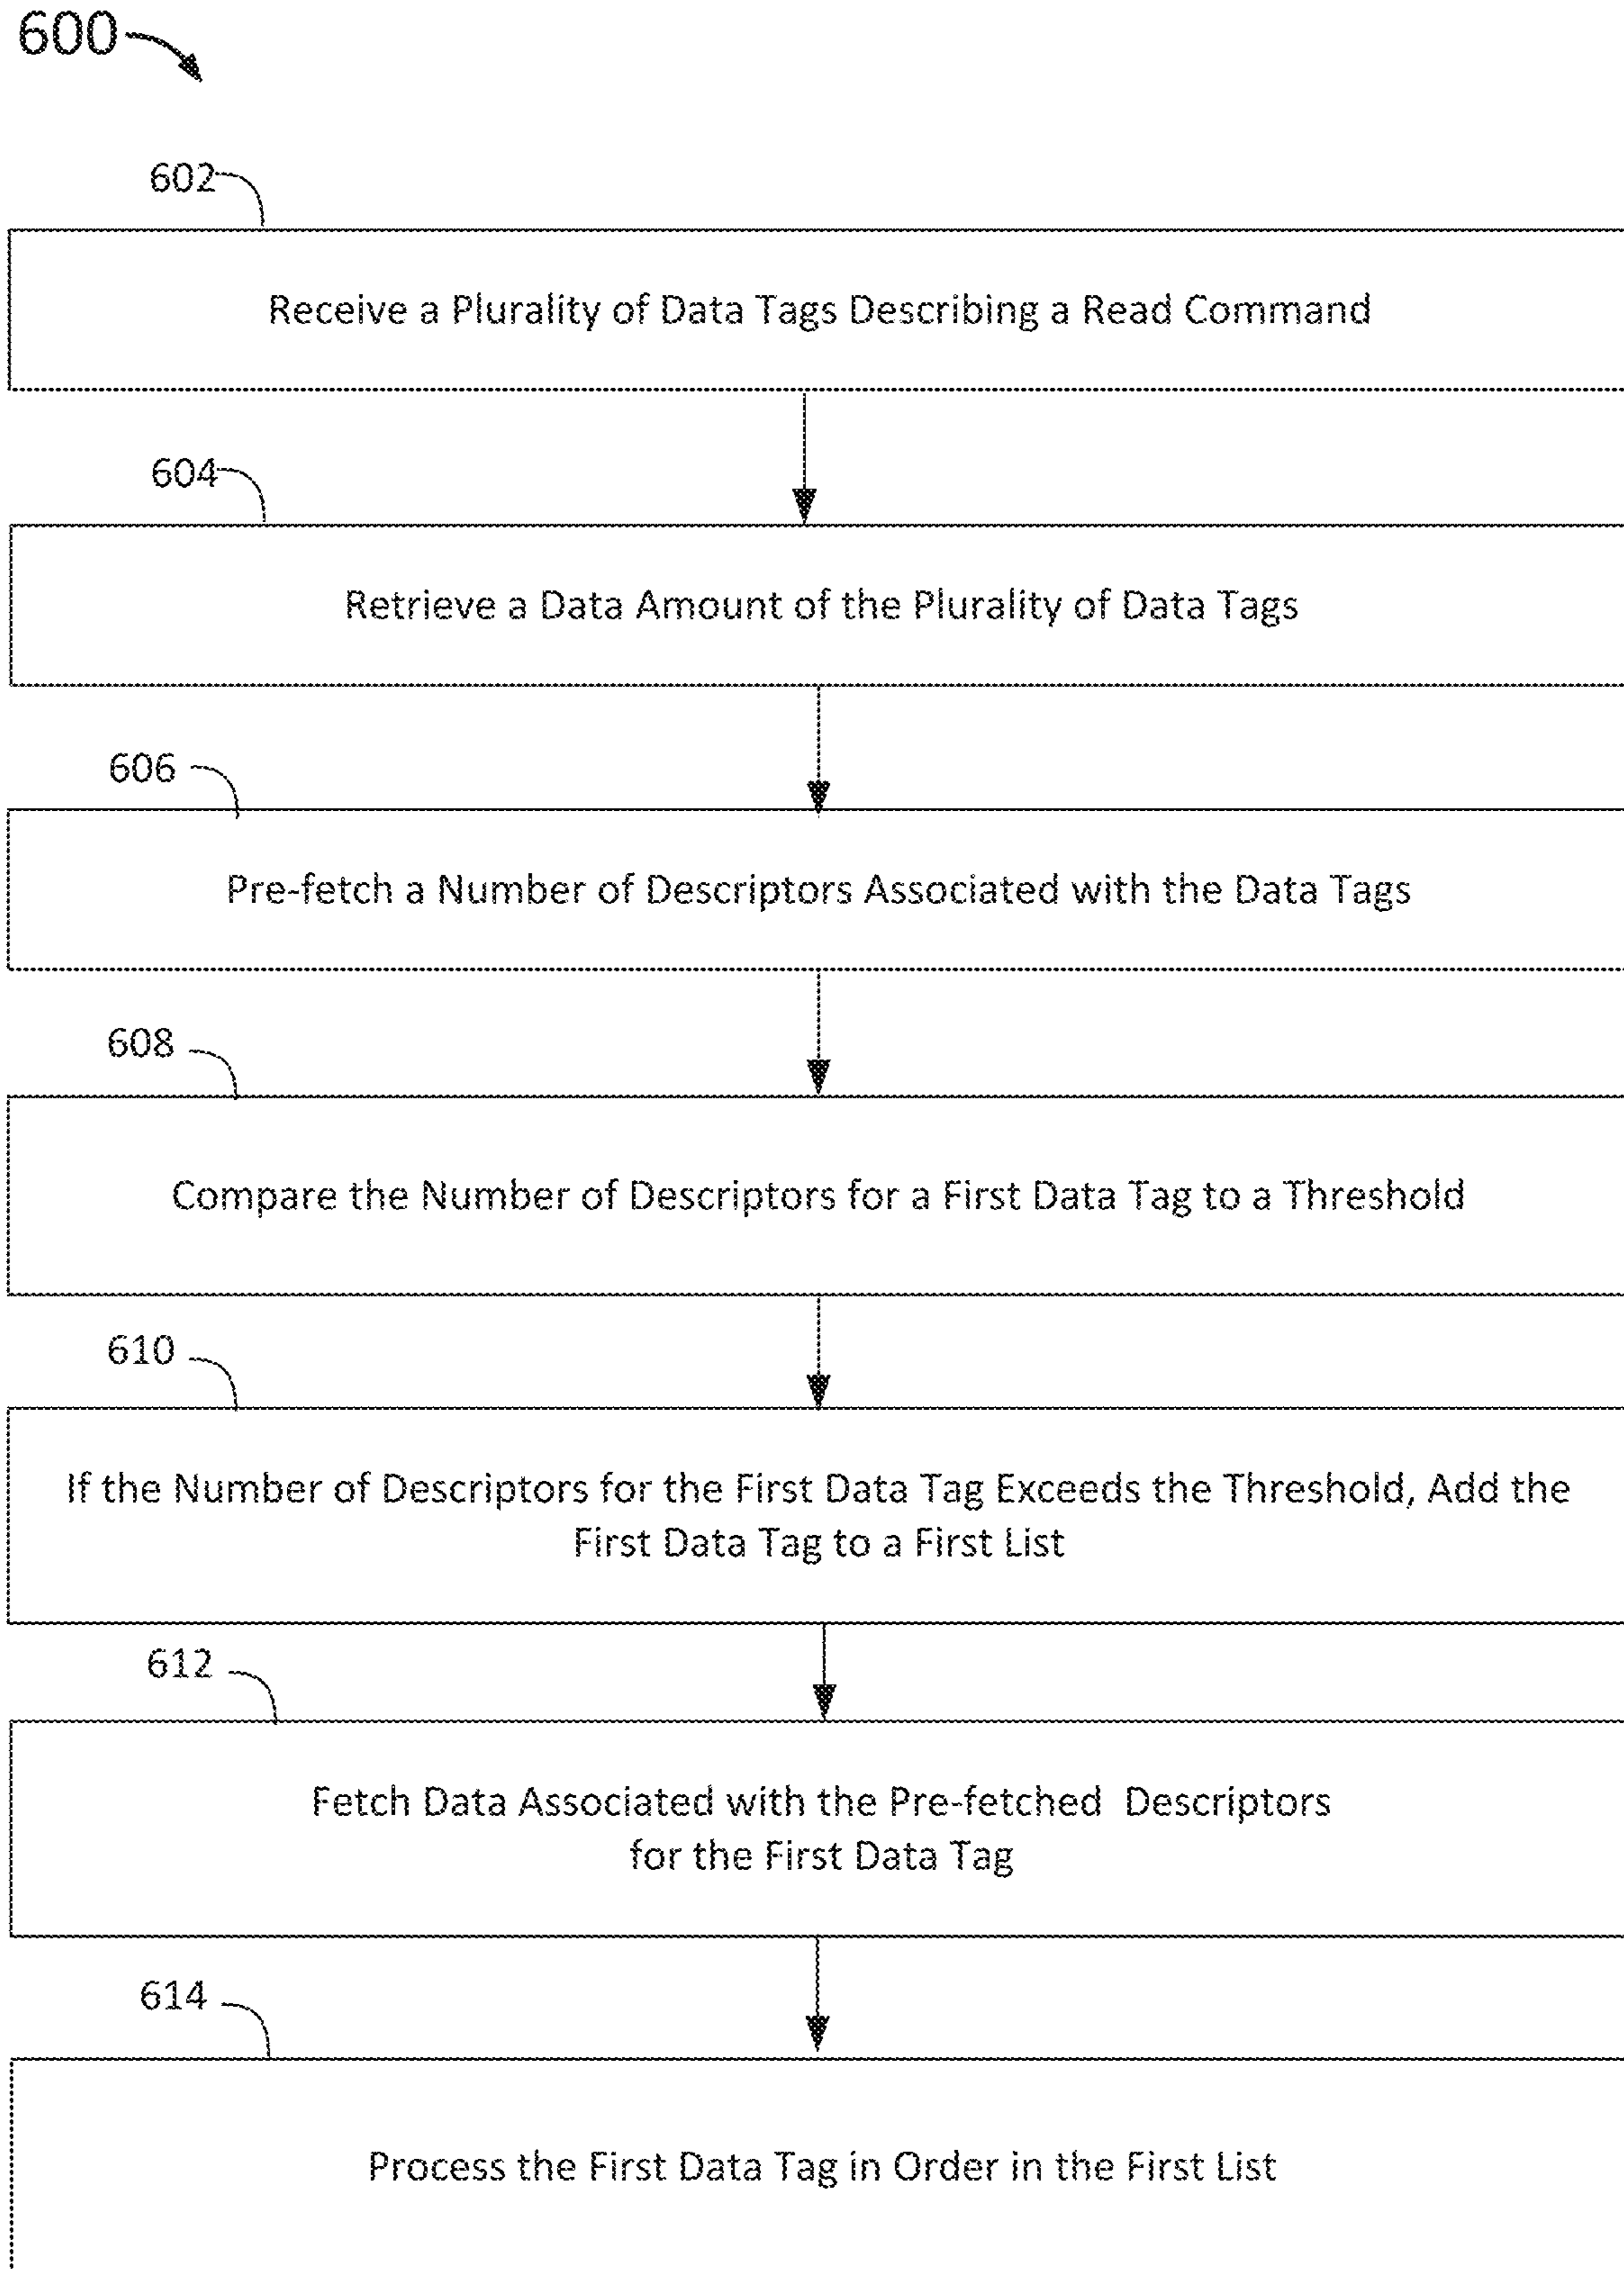 600
602
Receive a Plurality of Data Tags Describing a Read Command
604
Retrieve a Data Amount of the Plurality of Data Tags
606
Pre-fetch a Number of Descriptors Associated with the Data Tags
608
Compare the Number of Descriptors for a First Data Tag to a Threshold
610
If the Number of Descriptors for the First Data Tag Exceeds the Threshold, Add the
First Data Tag to a First List
612
Fetch Data Associated with the Pre-fetched Descriptors
for the First Data Tag
614
Process the First Data Tag in Order in the First List